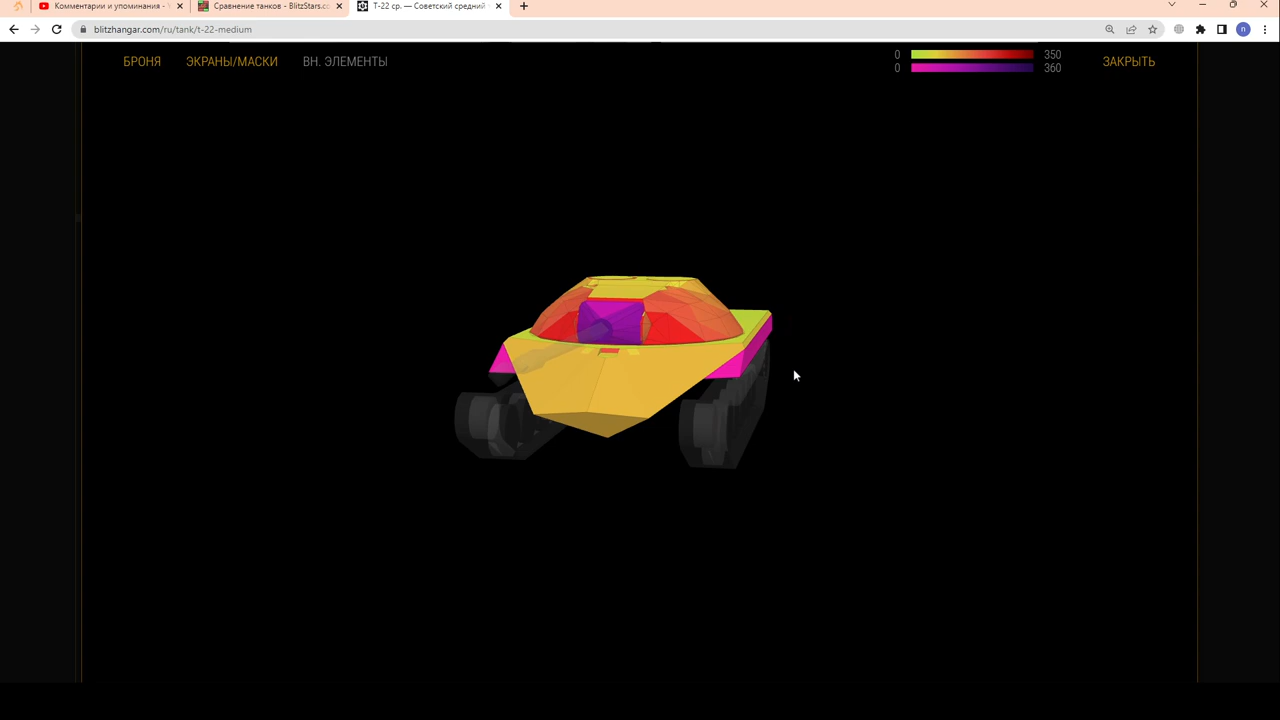 Комментарии и упоминания -
Сравнение танков - BlitzStars.co
Т-22 ср. — Советский средний
blitzhangar.com/ru/tank/t-22-medium
n
БРОНЯ ЭКРАНЫ/МАСКИ ВН. ЭЛЕМЕНТЫ
0 350
0 360
ЗАКРЫТЬ